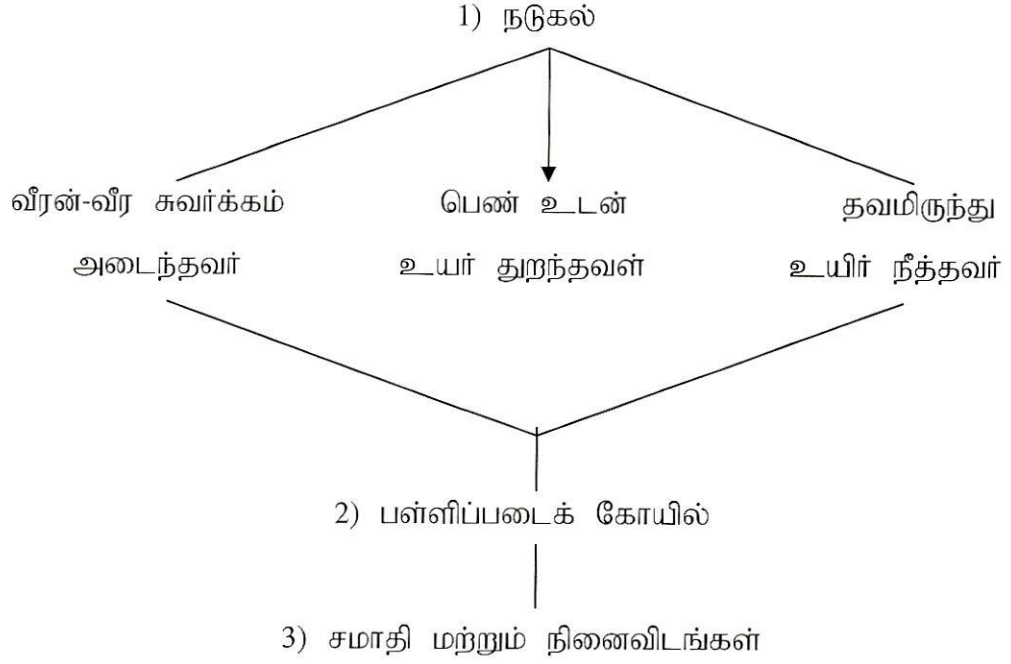 1) நடுகல்
வீரன்-வீர சுவர்க்கம்
அடைந்தவர்
பெண் உடன்
உயர் துறந்தவள்
தவமிருந்து
உயிர் நீத்தவர்
2) பள்ளிப்படைக் கோயில்
3) சமாதி மற்றும் நினைவிடங்கள்